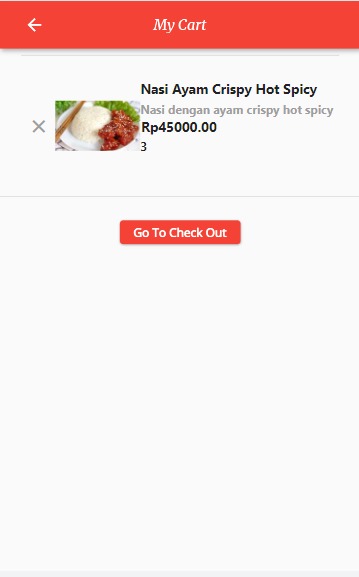 My Cart
Nasi Ayam Crispy Hot Spicy
Nasi dengan ayam crispy hot spicy
Rp45000.00
3
Go To Check Out